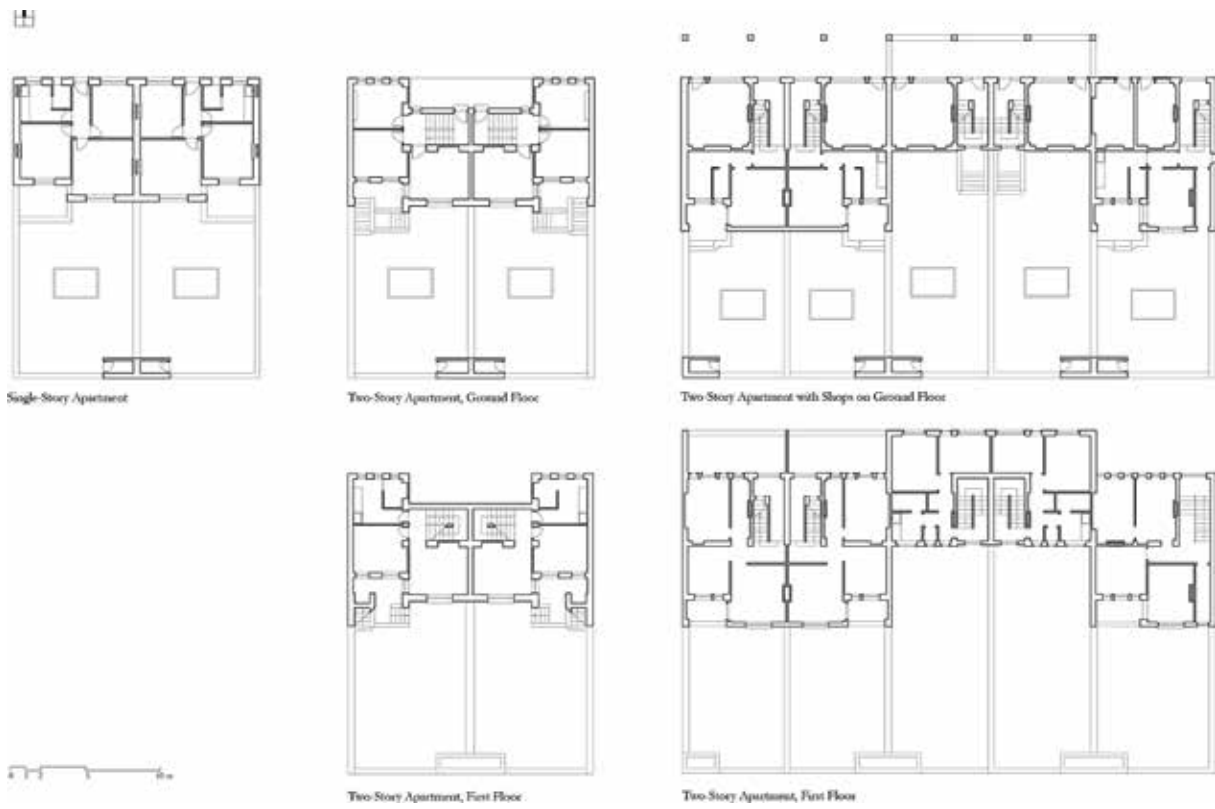 Single-Story Apartment
Two-Story Apartment, Ground Floor
Two-Story Apartment with Shops on Ground Floor
Two-Story Apartment, First Floor
Two-Story Apartment, First Floor